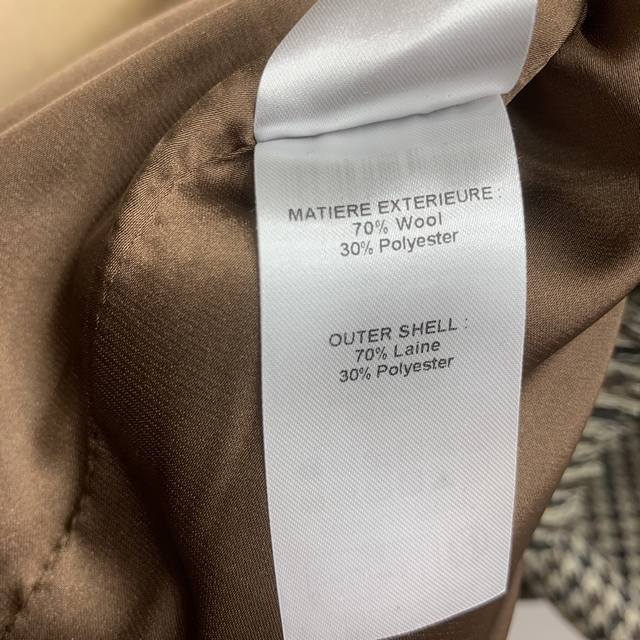 MATIERE EXTERIEURE :
70% Wool
30% Polyester
OUTER SHELL :
70% Laine
30% Polyester